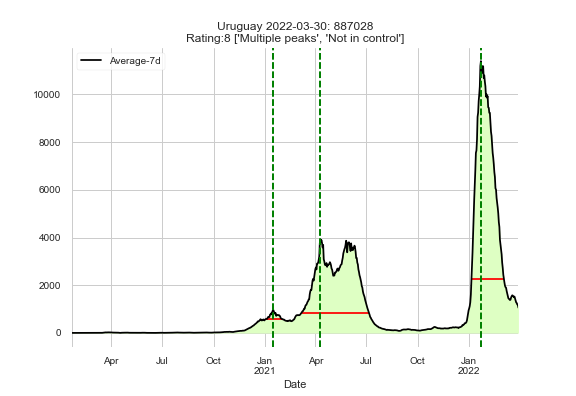 Uruguay 2022-03-30: 887028
Rating:8 ['Multiple peaks', 'Not in control']
Average-7d
10000
8000
6000
4000
2000
0
Apr Jul Oct Jan Apr Jul Oct Jan
2021 2022
Date